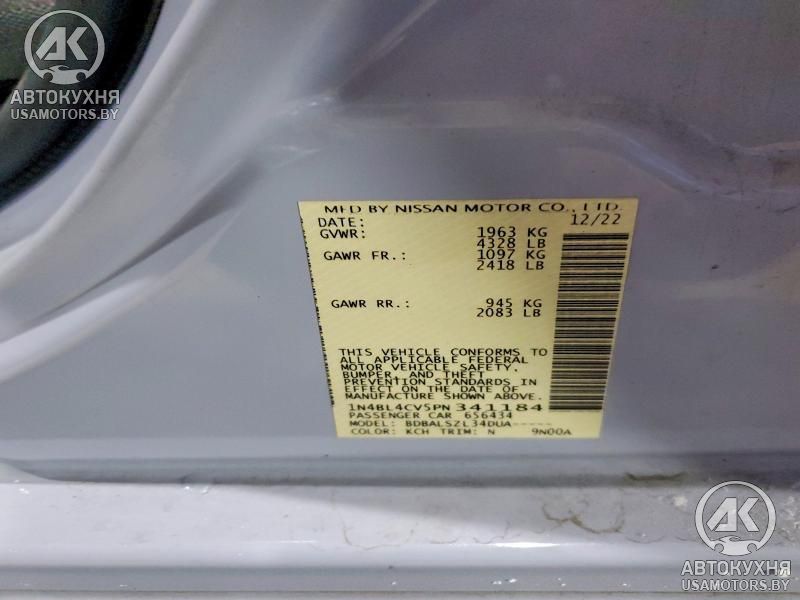 AK
АВТОКУХНЯ
USAMOTORS.BY
MFD BY NISSAN MOTOR CO., LTD.
DATE: 12/22
GVWR: 1963 KG
4328 LB
GAWR FR.: 1097 KG
2418 LB
GAWR RR.: 945 KG
2083 LB
THIS VEHICLE CONFORMS TO
ALL APPLICABLE FEDERAL
MOTOR VEHICLE SAFETY,
BUMPER, AND THEFT
PREVENTION STANDARDS IN
EFFECT ON THE DATE OF
MANUFACTURE SHOWN ABOVE.
1N4BL4CV5PN341184
PASSENGER CAR 656434
MODEL: BDBALSZL34DUA-----
COLOR: KCH TRIM: N 9N00A
AK
АВТОКУХНЯ
USAMOTORS.BY